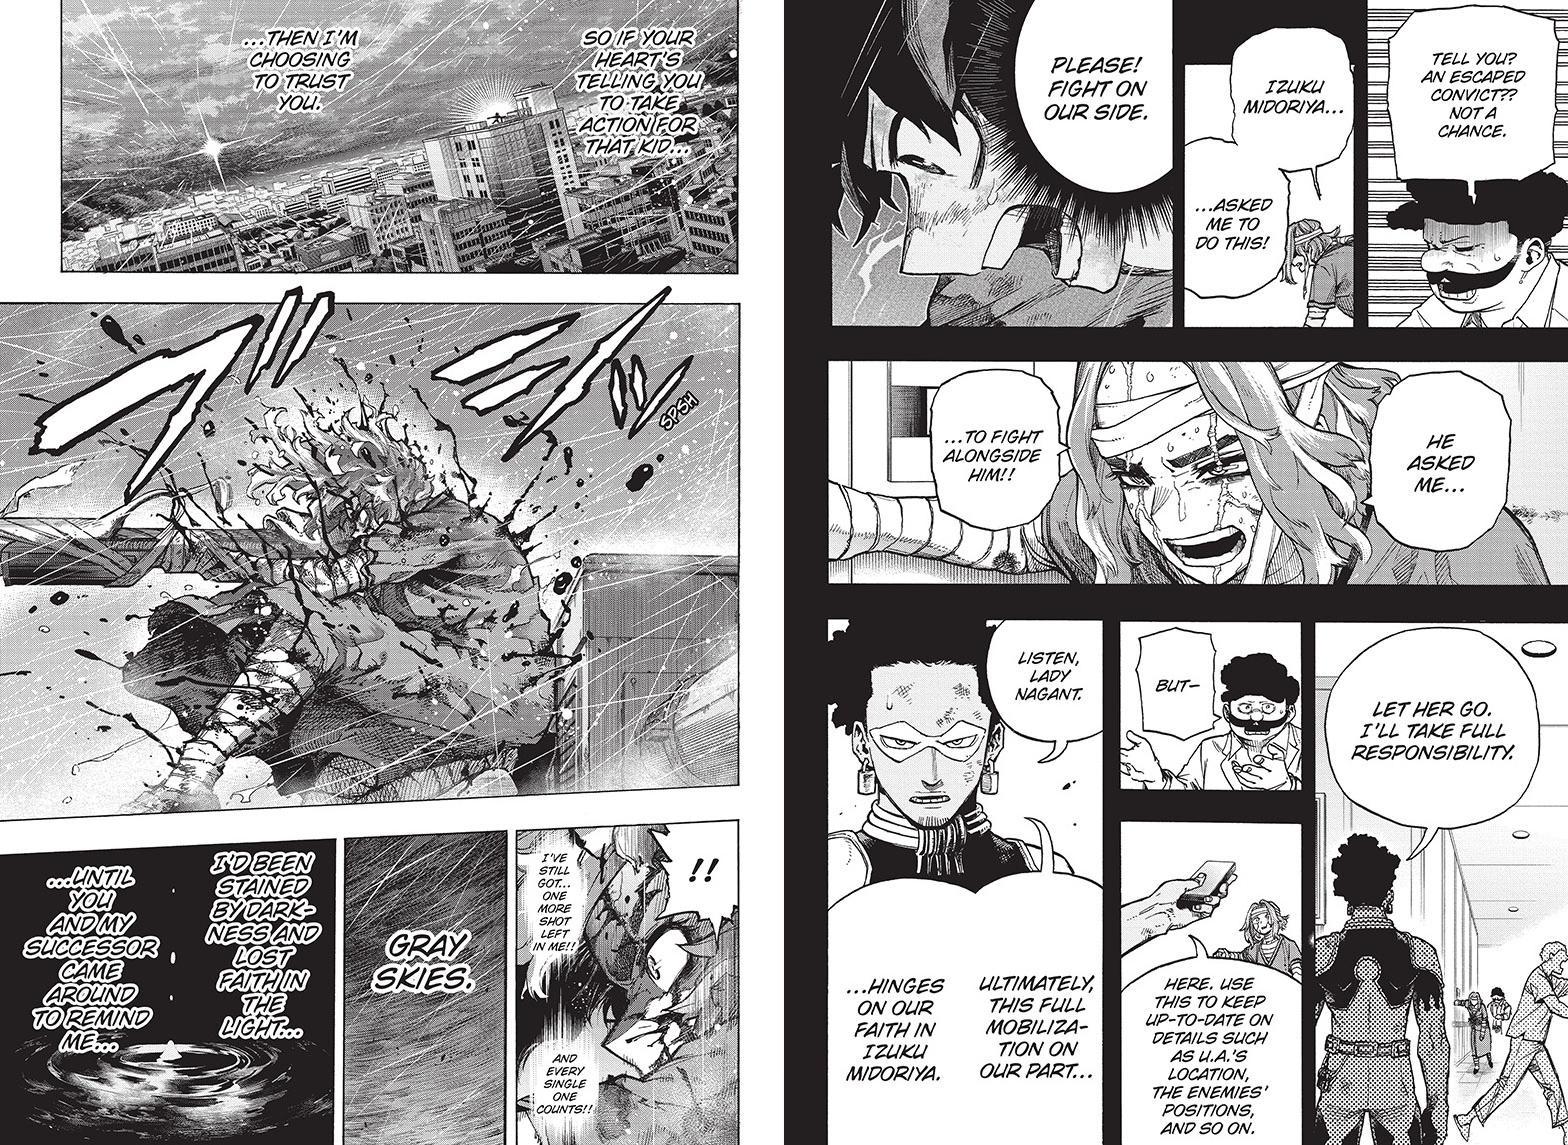 TELL YOU?
AN ESCAPED
CONVICT??
NOT A
CHANCE.
IZUKU
MIDORIYA...
...ASKED
ME TO
DO THIS!
PLEASE!
FIGHT ON
OUR SIDE.
HE
ASKED
ME...
...TO FIGHT
ALONGSIDE
HIM!!
LET HER GO.
I'LL TAKE FULL
RESPONSIBILITY.
BUT–
HERE. USE
THIS TO KEEP
UP-TO-DATE ON
DETAILS SUCH
AS U.A.'S
LOCATION,
THE ENEMIES'
POSITIONS,
AND SO ON.
LISTEN,
LADY
NAGANT.
ULTIMATELY,
THIS FULL
MOBILIZA-
TION ON
OUR PART...
...HINGES
ON OUR
FAITH IN
IZUKU
MIDORIYA.
SO IF YOUR
HEART'S
TELLING YOU
TO TAKE
ACTION FOR
THAT KID...
...THEN I'M
CHOOSING
TO TRUST
YOU.
ブシッ
SPSH
!!
I'VE
STILL
GOT...
ONE
MORE
SHOT
LEFT
IN ME!!
AND
EVERY
SINGLE
ONE
COUNTS!!
GRAY
SKIES.
I'D BEEN
STAINED
BY DARK-
NESS AND
LOST
FAITH IN
THE
LIGHT...
...UNTIL
YOU
AND MY
SUCCESSOR
CAME
AROUND
TO REMIND
ME...